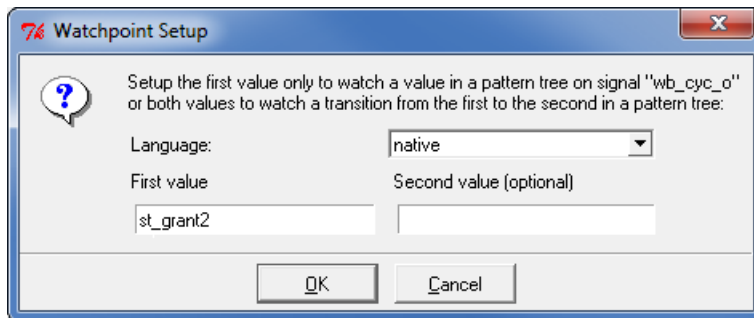 Watchpoint Setup
Setup the first value only to watch a value in a pattern tree on signal "wb_cyc_o"
or both values to watch a transition from the first to the second in a pattern tree:
Language:
native
First value
Second value (optional)
st_grant2
OK
Cancel